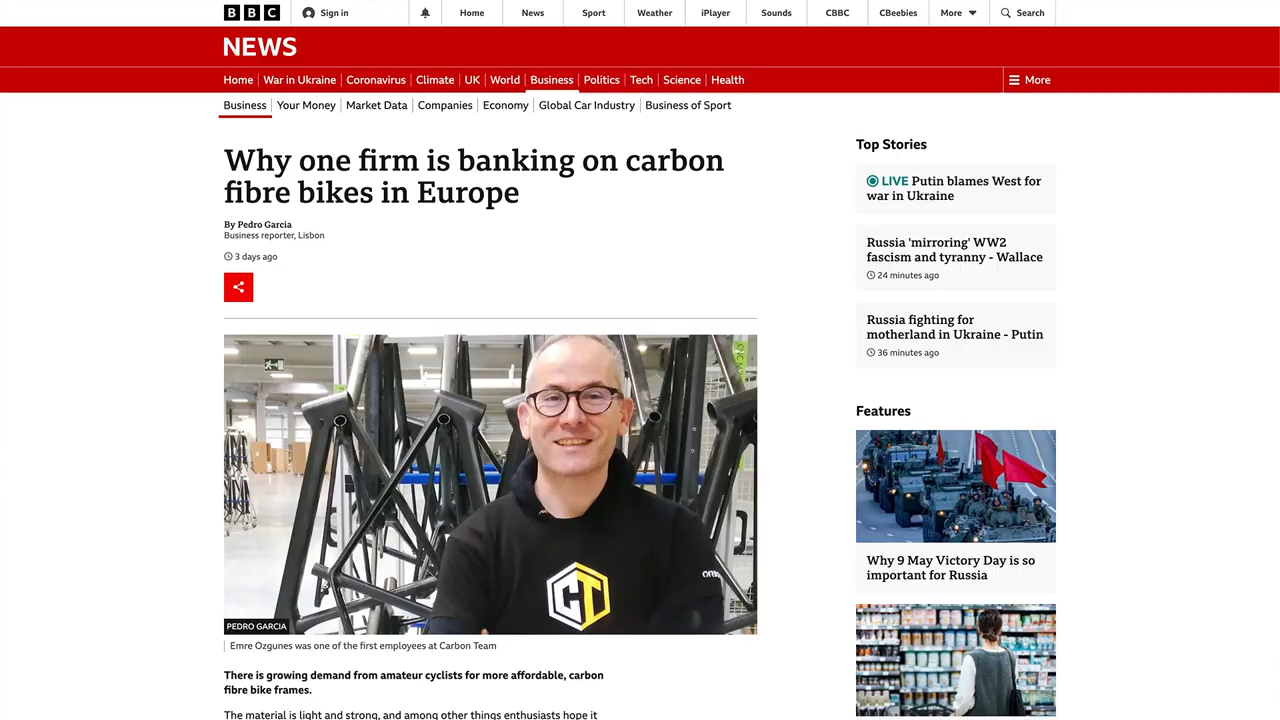 BBC
Sign in
Home
News
Sport
Weather
iPlayer
Sounds
CBBC
CBeebies
More
Search
NEWS
Home
War in Ukraine
Coronavirus
Climate
UK
World
Business
Politics
Tech
Science
Health
More
Business
Your Money
Market Data
Companies
Economy
Global Car Industry
Business of Sport
Why one firm is banking on carbon
fibre bikes in Europe
By Pedro Garcia
Business reporter, Lisbon
3 days ago
CT
PEDRO GARCIA
Emre Ozgunes was one of the first employees at Carbon Team
There is growing demand from amateur cyclists for more affordable, carbon
fibre bike frames.
The material is light and strong, and among other things enthusiasts hope it
Top Stories
LIVE Putin blames West for
war in Ukraine
Russia 'mirroring' WW2
fascism and tyranny - Wallace
24 minutes ago
Russia fighting for
motherland in Ukraine - Putin
36 minutes ago
Features
Why 9 May Victory Day is so
important for Russia